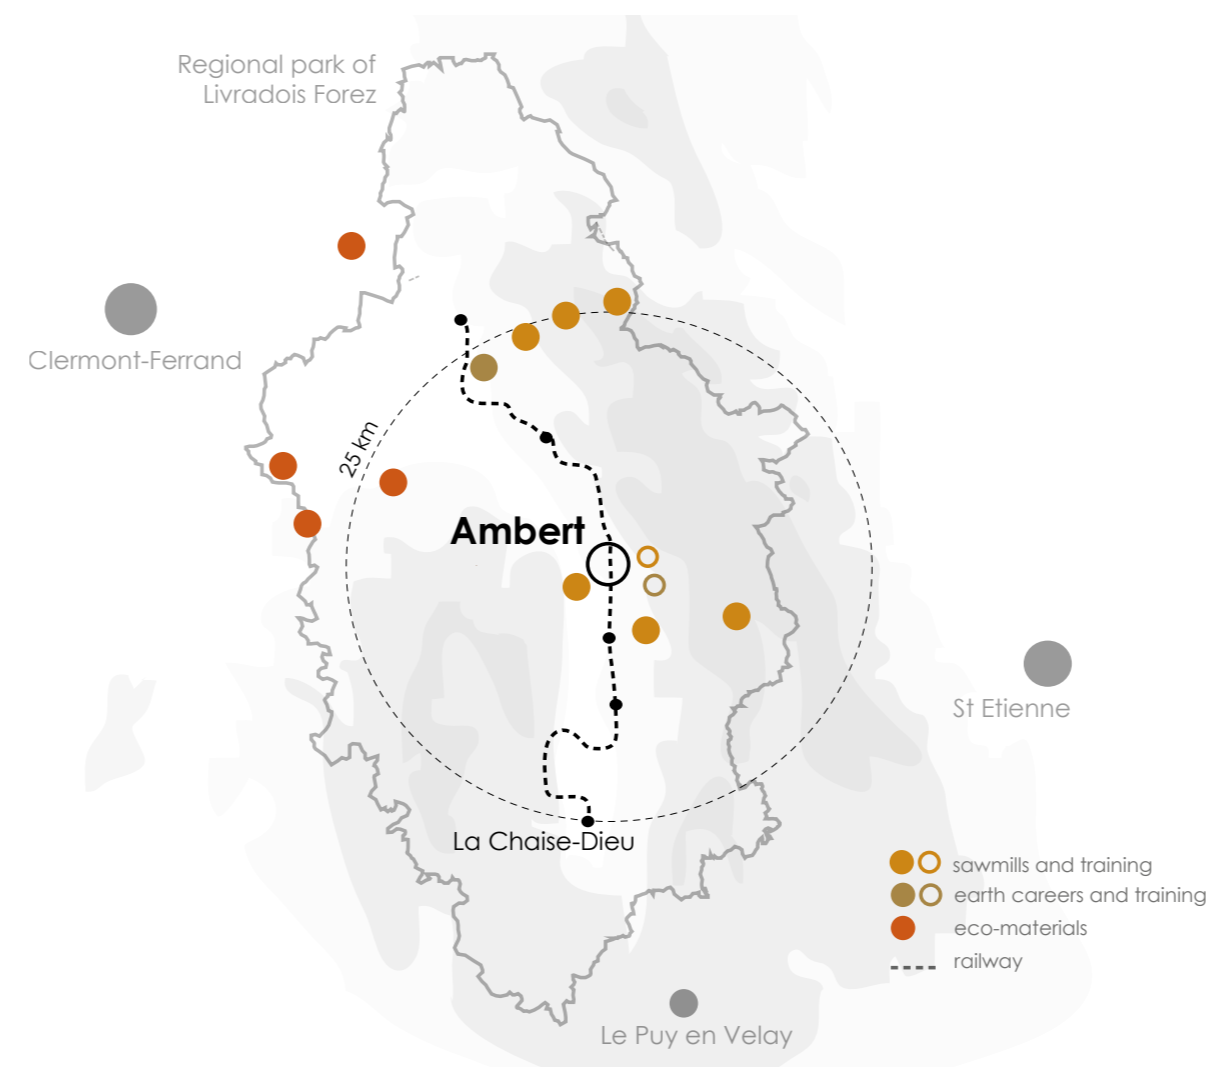 Regional park of
Livradois Forez
Clermont-Ferrand
25 km
Ambert
St Etienne
La Chaise-Dieu
sawmills and training
earth careers and training
eco-materials
railway
Le Puy en Velay